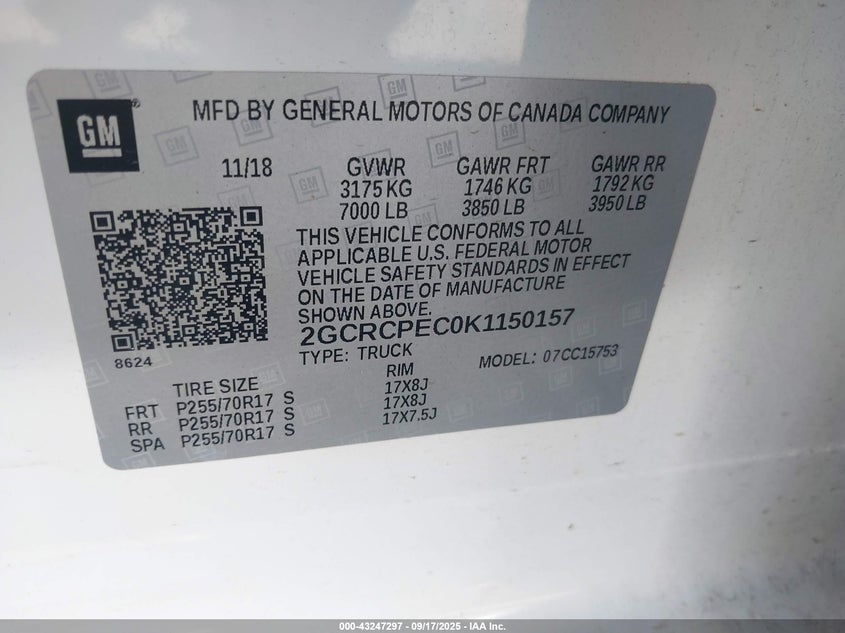 GM
MFD BY GENERAL MOTORS OF CANADA COMPANY
11/18 GVWR GAWR FRT GAWR RR
3175 KG 1746 KG 1792 KG
7000 LB 3850 LB 3950 LB
THIS VEHICLE CONFORMS TO ALL
APPLICABLE U.S. FEDERAL MOTOR
VEHICLE SAFETY STANDARDS IN EFFECT
ON THE DATE OF MANUFACTURE
SHOWN ABOVE.
2GCRCPEC0K1150157
8624 TYPE: TRUCK MODEL: 07CC15753
TIRE SIZE RIM
FRT P255/70R17 S 17X8J
RR P255/70R17 S 17X8J
SPA P255/70R17 S 17X7.5J
000-43247297 - 09/17/2025 - IAA Inc.